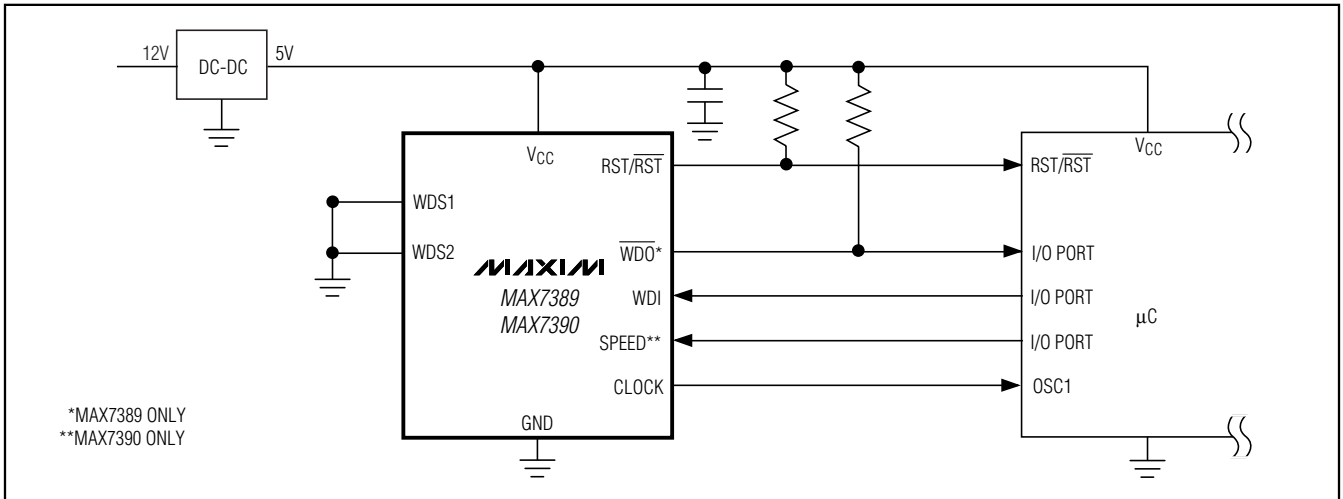 12V
DC-DC
5V
VCC
RST/RST
WDS1
WDS2
WDO*
MAXIM
MAX7389
MAX7390
WDI
SPEED**
CLOCK
GND
VCC
RST/RST
I/O PORT
I/O PORT
I/O PORT
OSC1
μC
*MAX7389 ONLY
**MAX7390 ONLY